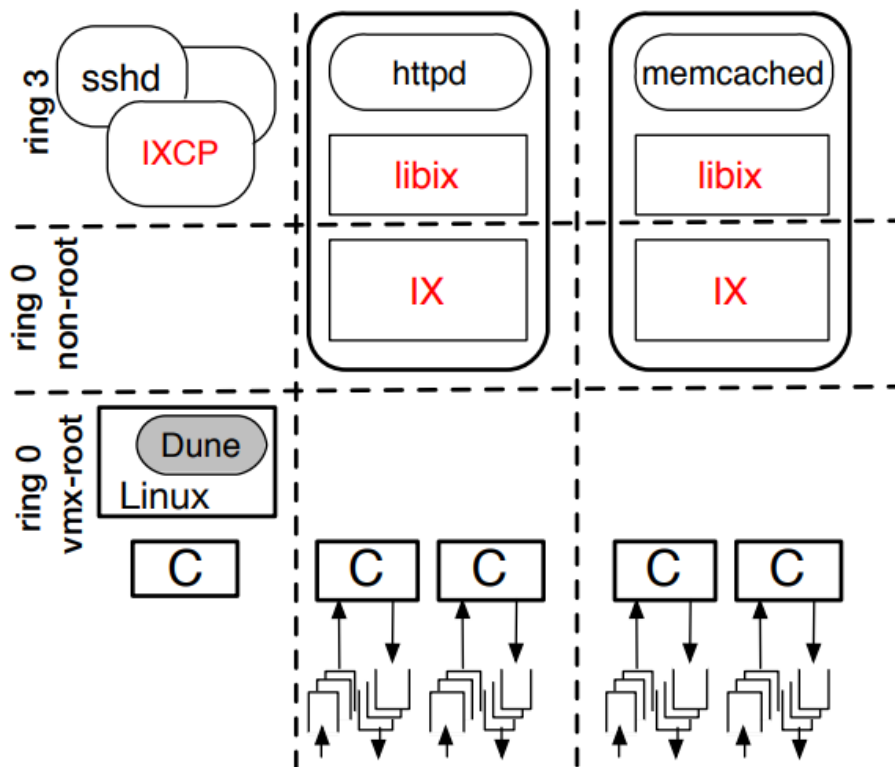 ring 3
sshd
IXCP
httpd
libix
memcached
libix
ring 0
non-root
IX
IX
ring 0
vmx-root
Dune
Linux
C
C
C
C
C